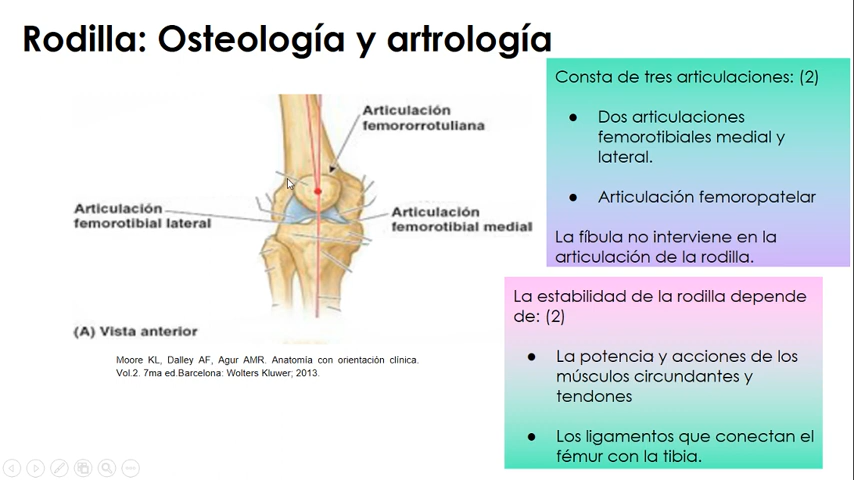 Rodilla: Osteología y artrología
Articulación
femororrotuliana
Articulación
femorotibial lateral
Articulación
femorotibial medial
(A) Vista anterior
Moore KL, Dalley AF, Agur AMR. Anatomía con orientación clínica.
Vol.2. 7ma ed.Barcelona: Wolters Kluwer; 2013.
Consta de tres articulaciones: (2)
● Dos articulaciones
femorotibiales medial y
lateral.
● Articulación femoropatelar
La fíbula no interviene en la
articulación de la rodilla.
La estabilidad de la rodilla depende
de: (2)
● La potencia y acciones de los
músculos circundantes y
tendones
● Los ligamentos que conectan el
fémur con la tibia.